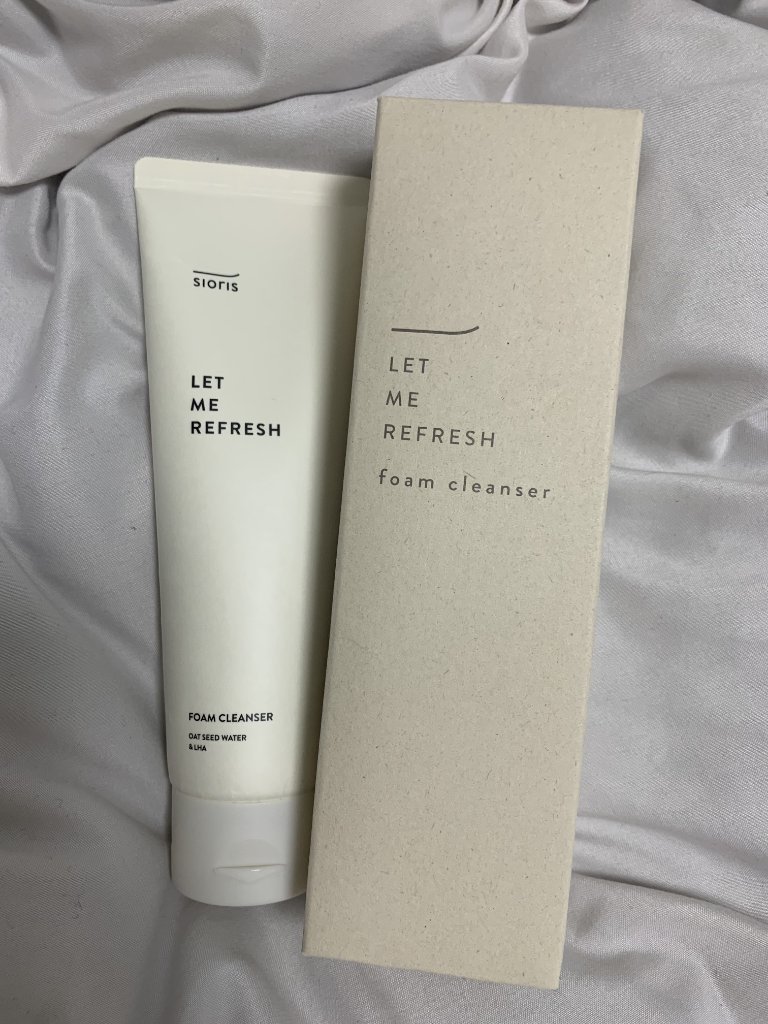 sioris
LET
ME
REFRESH
FOAM CLEANSER
OAT SEED WATER
& LHA
LET
ME
REFRESH
foam cleanser